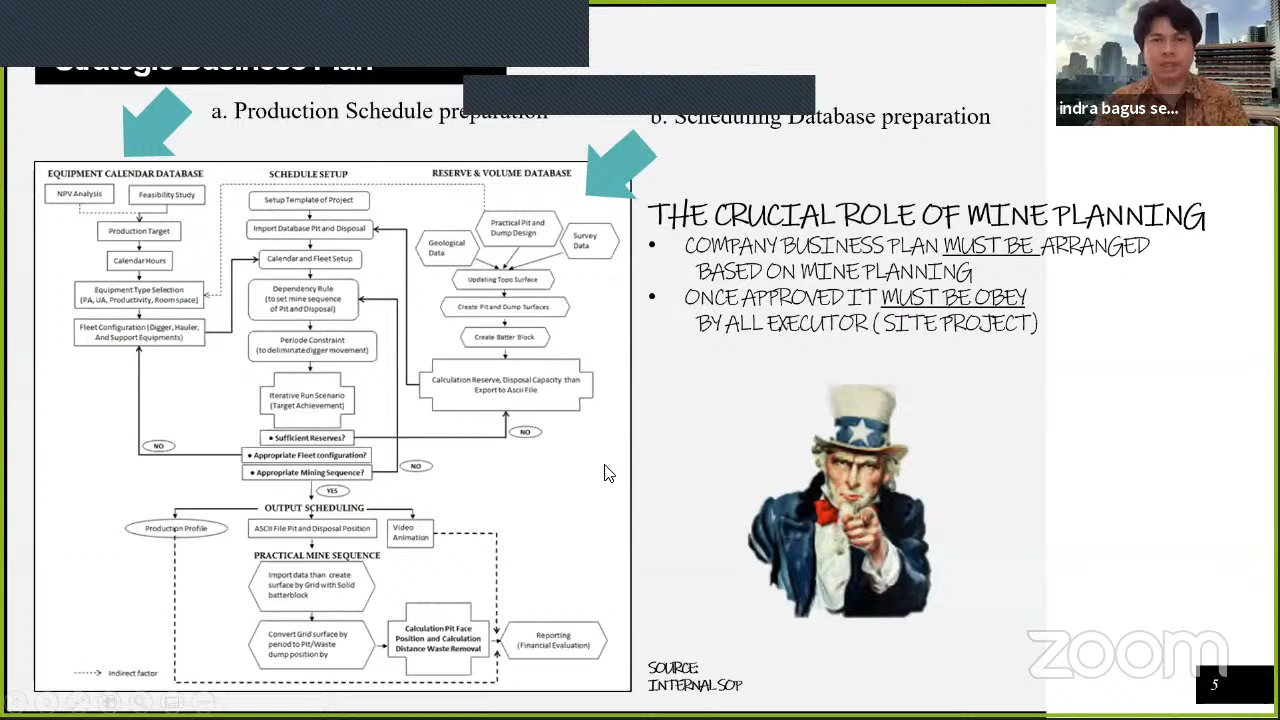 Strategic Business Plan
a. Production Schedule preparation
b. Scheduling Database preparation
indra bagus se...
EQUIPMENT CALENDAR DATABASE
NPV Analysis
Feasibility Study
Production Target
Calendar Hours
Equipment Type Selection
(PA, UA, Productivity, Room space)
Fleet Configuration (Digger, Hauler,
And Support Equipments)
SCHEDULE SETUP
Setup Template of Project
Import Database Pit and Disposal
Calendar and Fleet Setup
Dependency Rule
(to set mine sequence
of Pit and Disposal)
Periode Constraint
(to deliminate digger movement)
Iterative Run Scenario
(Target Achievement)
• Sufficient Reserves?
• Appropriate Fleet configuration?
• Appropriate Mining Sequence?
NO
NO
NO
YES
RESERVE & VOLUME DATABASE
Practical Pit and
Dump Design
Geological
Data
Survey
Data
Updating Topo Surface
Create Pit and Dump Surfaces
Create Batter Block
Calculation Reserve, Disposal Capacity than
Export to Ascii File
OUTPUT SCHEDULING
Production Profile
ASCII File Pit and Disposal Position
Video
Animation
PRACTICAL MINE SEQUENCE
Import data than create
surface by Grid with Solid
batterblock
Convert Grid surface by
period to Pit/Waste
dump position by
Calculation Pit Face
Position and Calculation
Distance Waste Removal
Reporting
(Financial Evaluation)
Indirect factor
THE CRUCIAL ROLE OF MINE PLANNING
• COMPANY BUSINESS PLAN MUST BE ARRANGED
BASED ON MINE PLANNING
• ONCE APPROVED IT MUST BE OBEY
BY ALL EXECUTOR ( SITE PROJECT)
SOURCE:
INTERNAL SOP
zoom
5